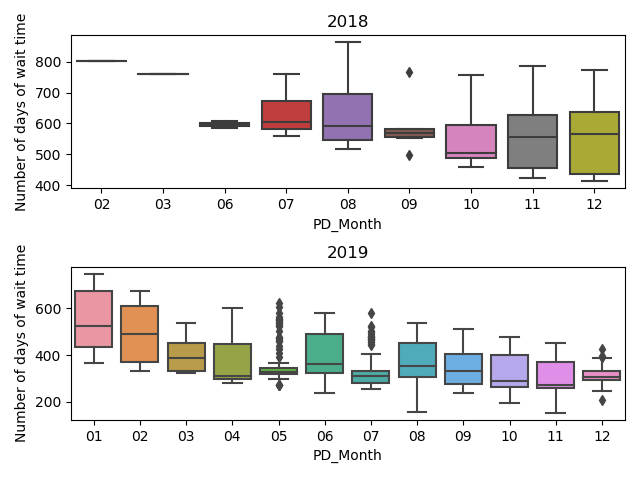 2018
Number of days of wait time
800
700
600
500
400
02 03 06 07 08 09 10 11 12
PD_Month
2019
Number of days of wait time
600
400
200
01 02 03 04 05 06 07 08 09 10 11 12
PD_Month